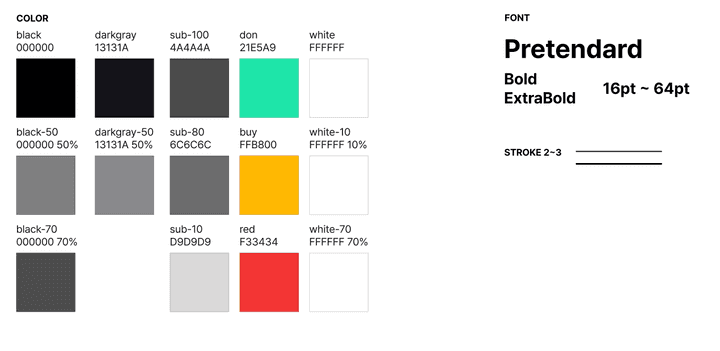 COLOR
black
000000
darkgray
13131A
sub-100
4A4A4A
don
21E5A9
white
FFFFFF
black-50
000000 50%
darkgray-50
13131A 50%
sub-80
6C6C6C
buy
FFB800
white-10
FFFFFF 10%
black-70
000000 70%
sub-10
D9D9D9
red
F33434
white-70
FFFFFF 70%
FONT
Pretendard
Bold
ExtraBold
16pt ~ 64pt
STROKE 2~3